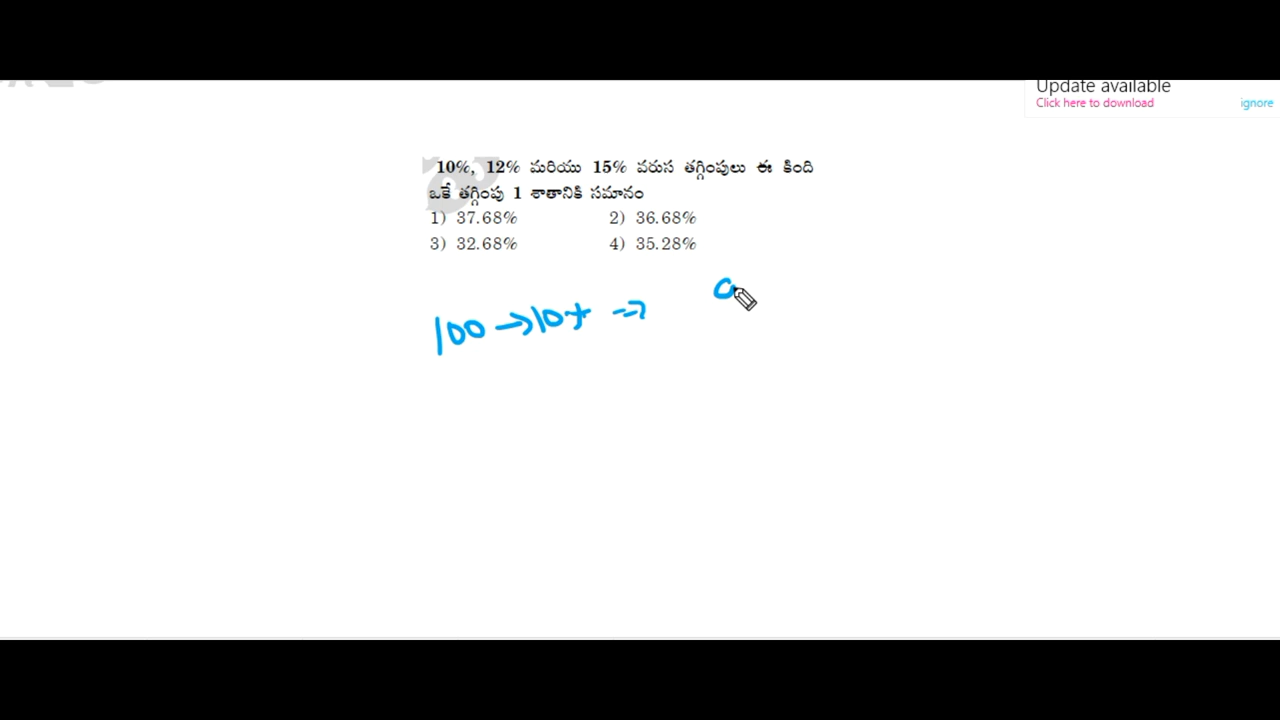 Update available
Click here to download ignore
10%, 12% మరియు 15% వరుస తగ్గింపులు ఈ కింది
ఒకే తగ్గింపు 1 శాతానికి సమానం
1) 37.68% 2) 36.68%
3) 32.68% 4) 35.28%
100 → 10% ⇒